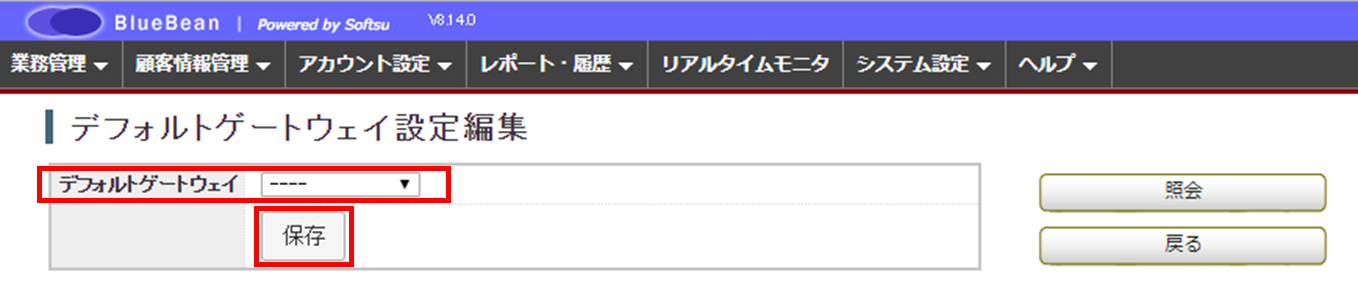 BlueBean | Powered by Softsu V8.14.0
業務管理 顧客情報管理 アカウント設定 レポート・履歴 リアルタイムモニタ システム設定 ヘルプ
デフォルトゲートウェイ設定編集
デフォルトゲートウェイ ----
照会
保存
戻る